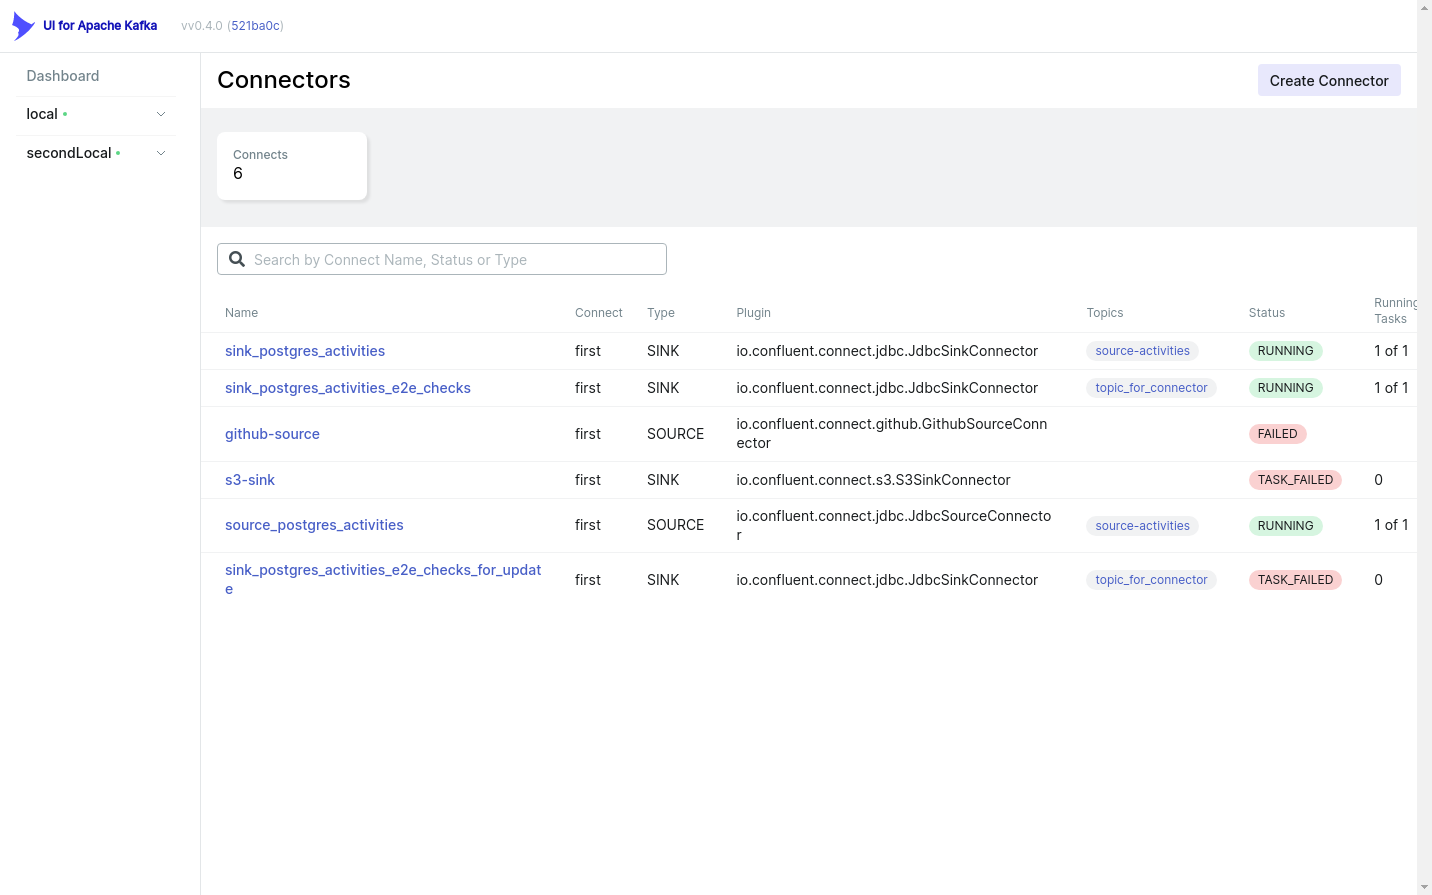 UI for Apache Kafka
vv0.4.0 (521ba0c)
Dashboard
local
secondLocal
Connectors
Create Connector
Connects
6
Search by Connect Name, Status or Type
Name Connect Type Plugin Topics Status Running Tasks
sink_postgres_activities first SINK io.confluent.connect.jdbc.JdbcSinkConnector source-activities RUNNING 1 of 1
sink_postgres_activities_e2e_checks first SINK io.confluent.connect.jdbc.JdbcSinkConnector topic_for_connector RUNNING 1 of 1
github-source first SOURCE io.confluent.connect.github.GithubSourceConn
ector FAILED
s3-sink first SINK io.confluent.connect.s3.S3SinkConnector TASK_FAILED 0
source_postgres_activities first SOURCE io.confluent.connect.jdbc.JdbcSourceConnecto
r source-activities RUNNING 1 of 1
sink_postgres_activities_e2e_checks_for_updat
e first SINK io.confluent.connect.jdbc.JdbcSinkConnector topic_for_connector TASK_FAILED 0